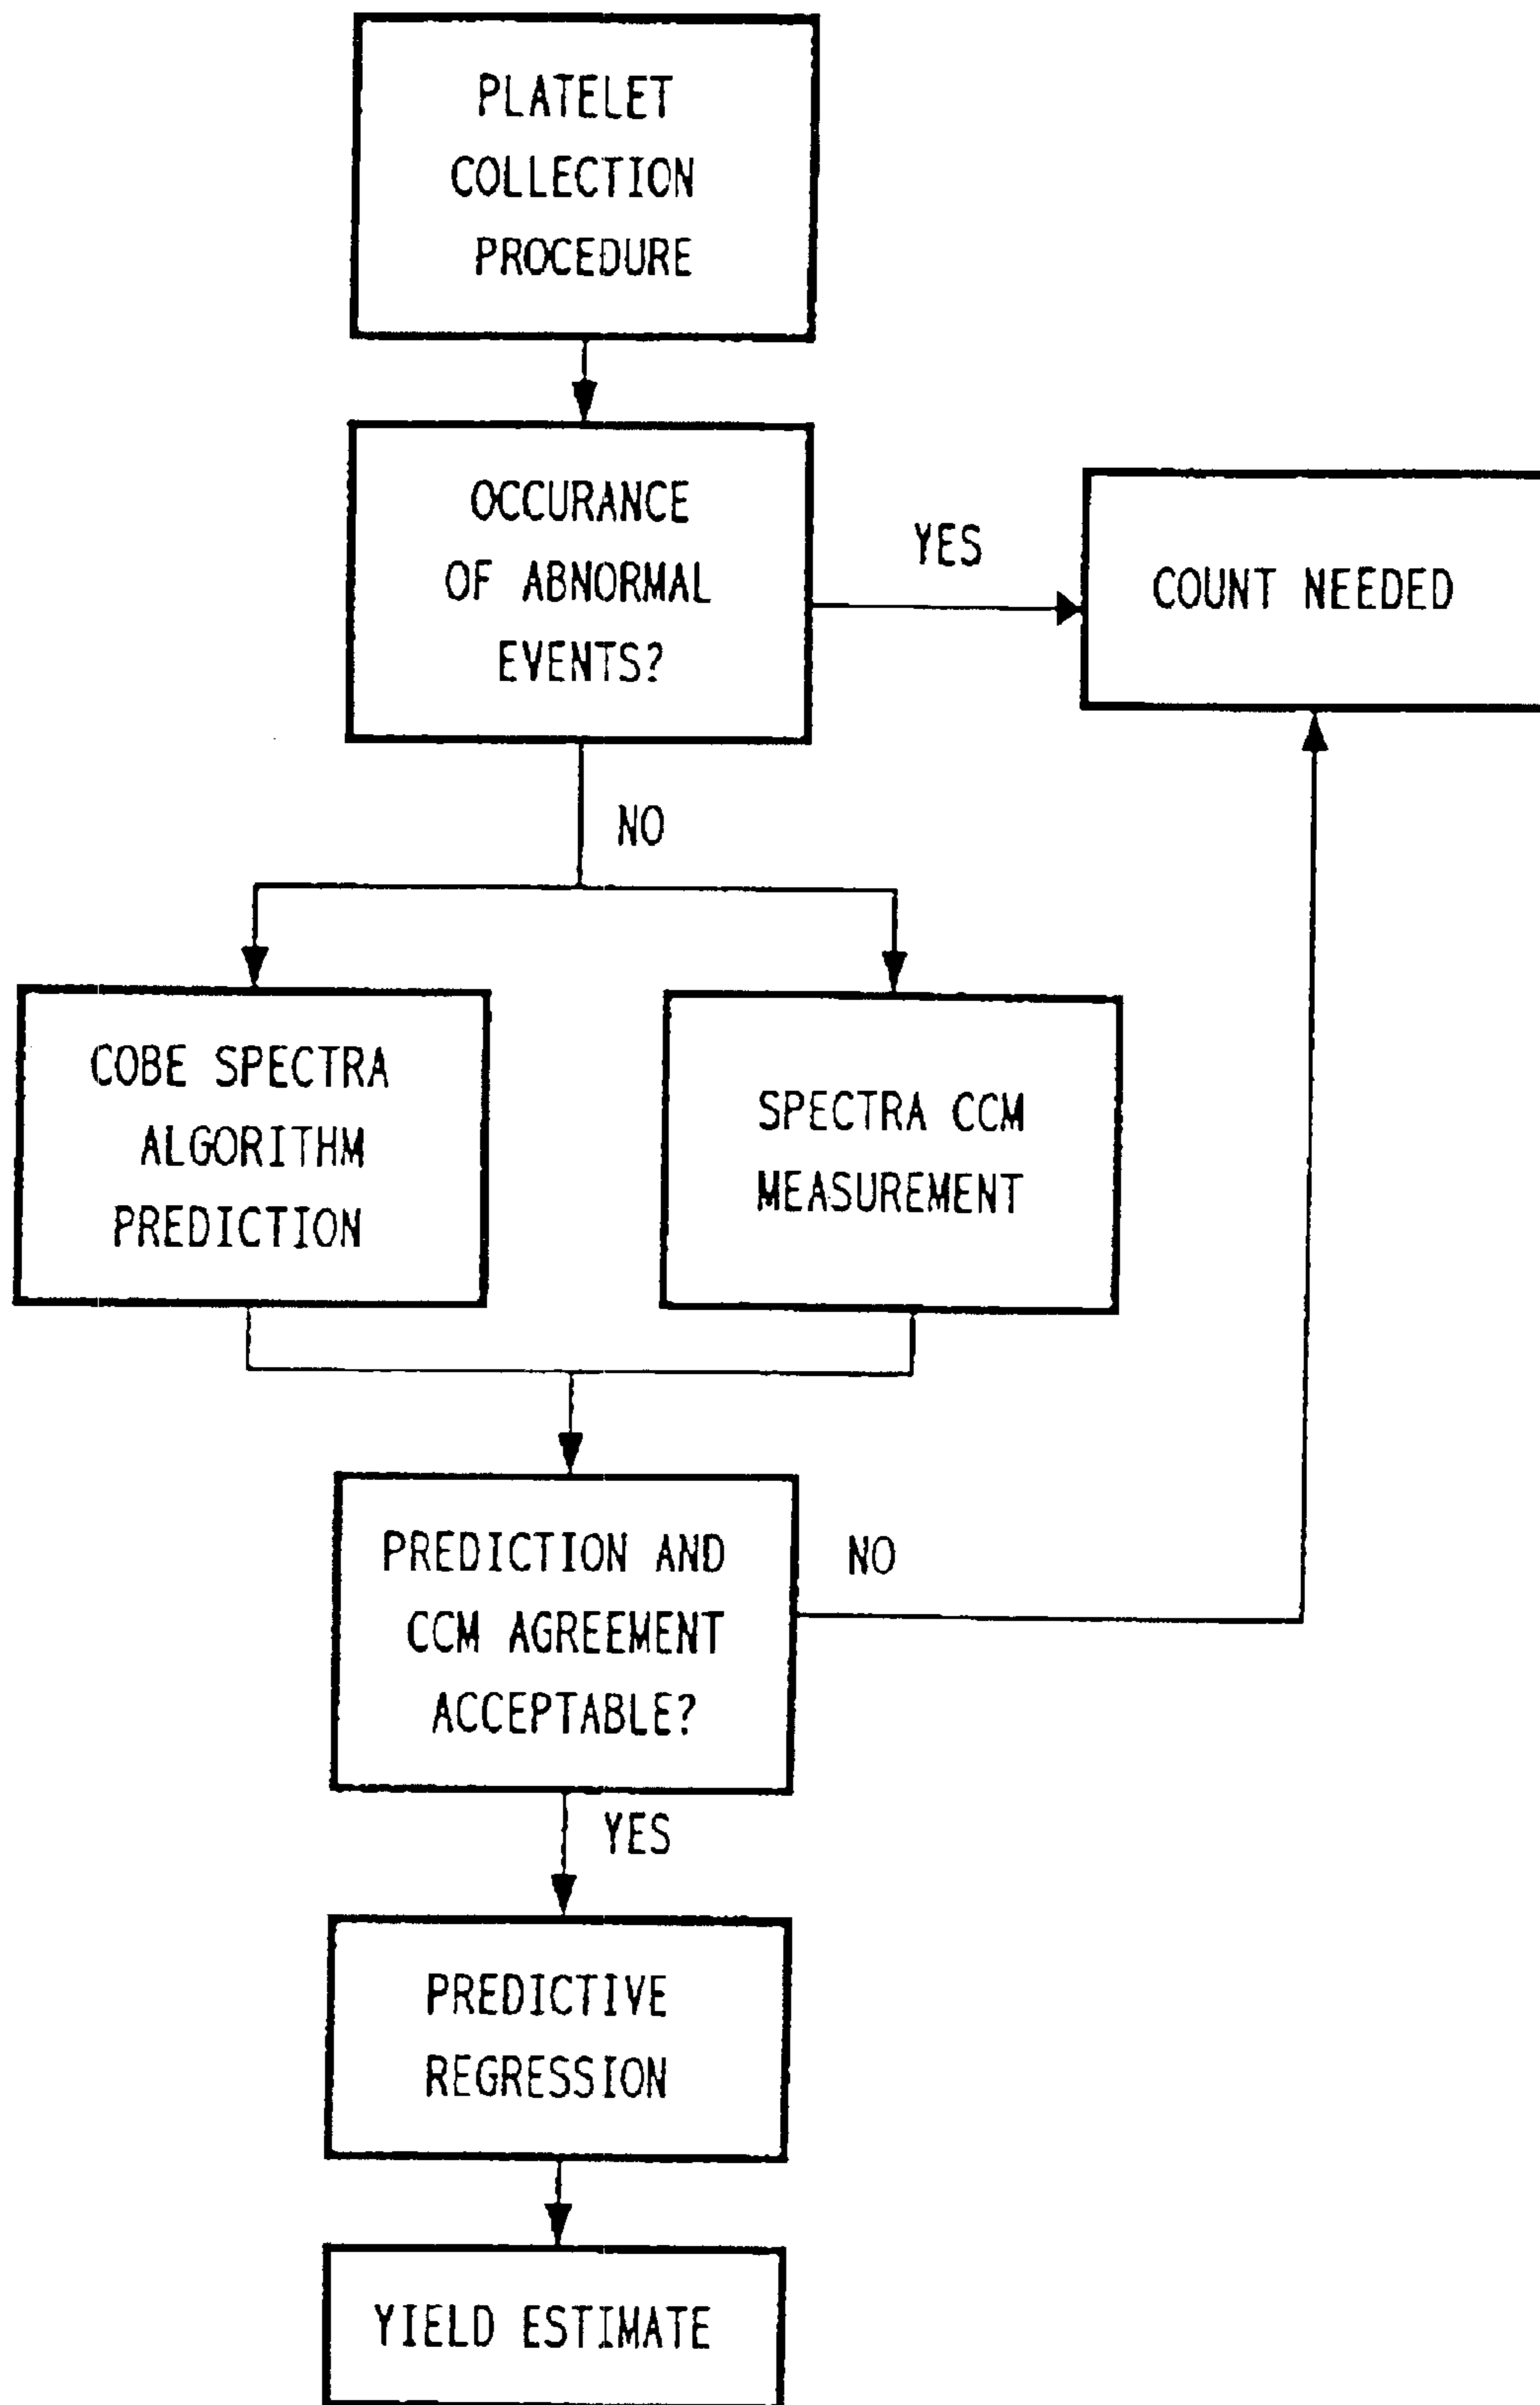 PLATELET
COLLECTION
PROCEDURE
OCCURANCE
OF ABNORMAL
EVENTS?
YES
COUNT NEEDED
NO
COBE SPECTRA
ALGORITHM
PREDICTION
SPECTRA CCM
MEASUREMENT
PREDICTION AND
CCM AGREEMENT
ACCEPTABLE?
NO
YES
PREDICTIVE
REGRESSION
YIELD ESTIMATE